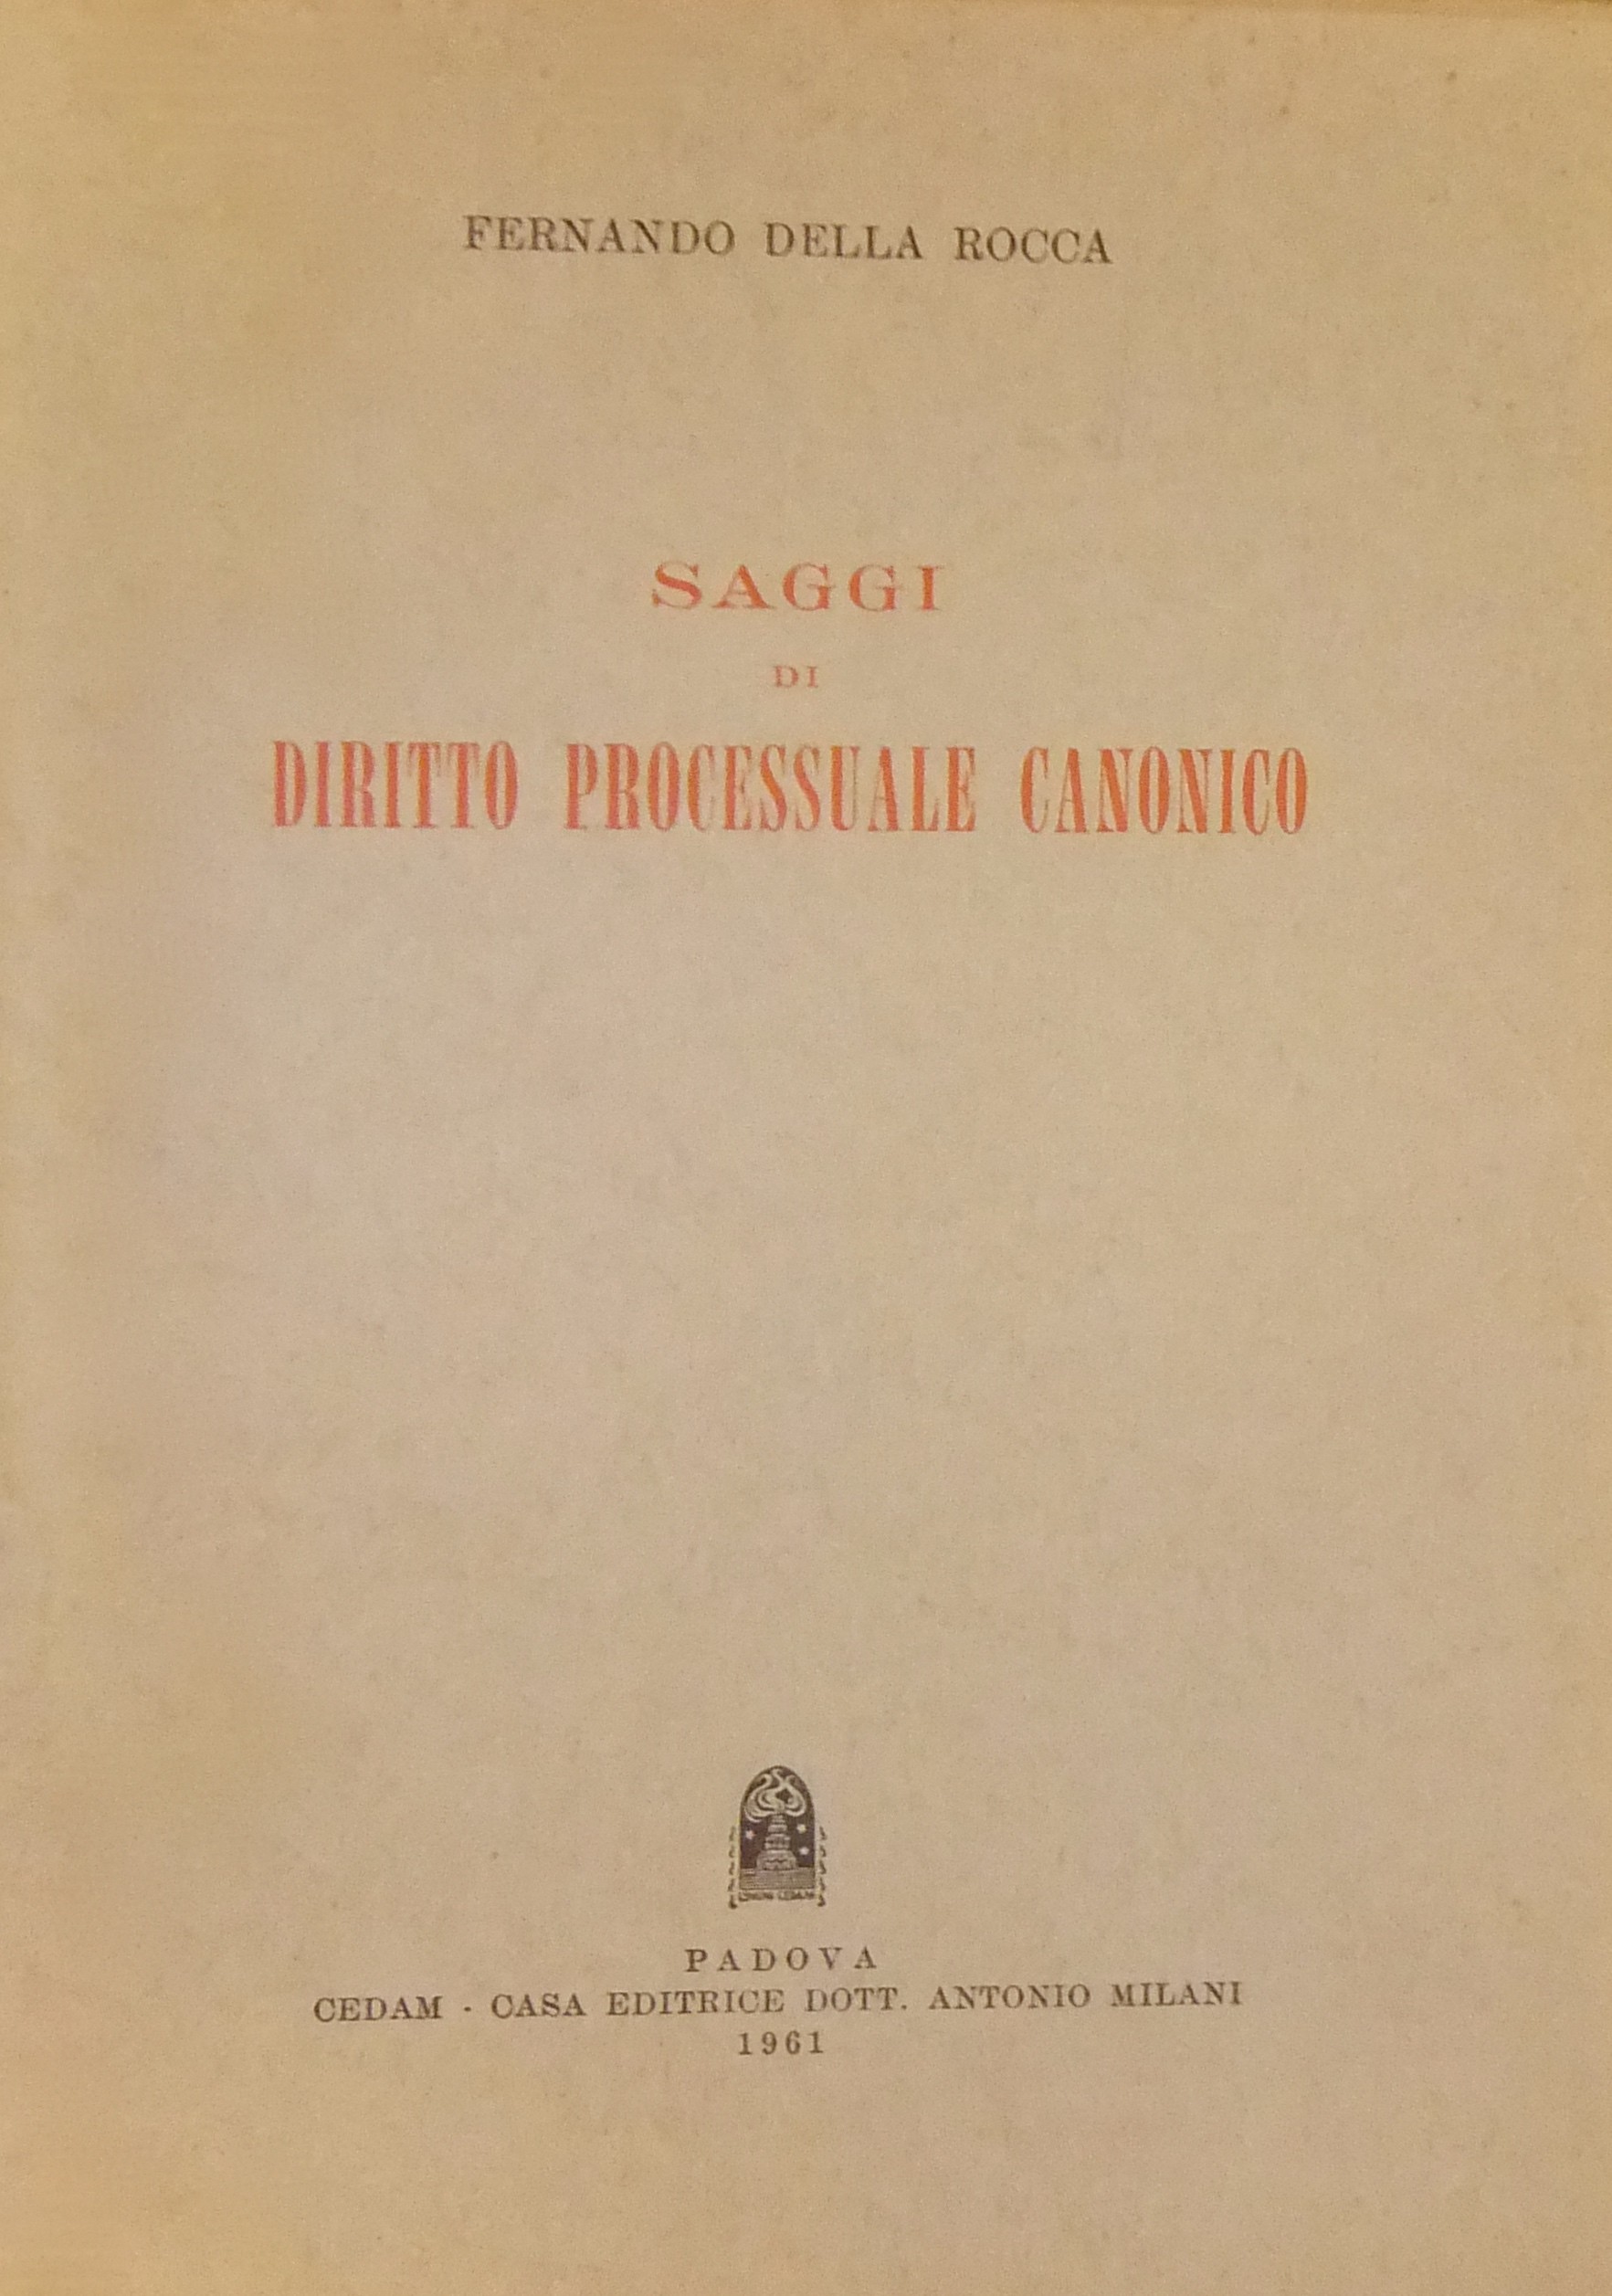 FERNANDO DELLA ROCCA
SAGGI
DI
DIRITTO PROCESSUALE CANONICO
PADOVA
CEDAM - CASA EDITRICE DOTT. ANTONIO MILANI
1961